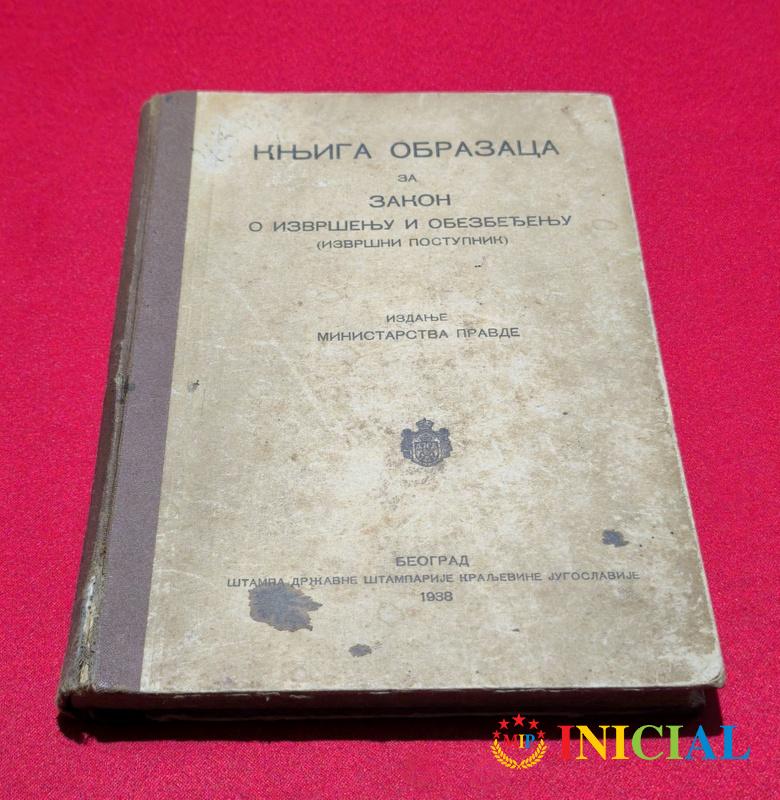 КЊИГА ОБРАЗАЦА
ЗА
ЗАКОН
О ИЗВРШЕЊУ И ОБЕЗБЕЂЕЊУ
(ИЗВРШНИ ПОСТУПНИК)
ИЗДАЊЕ
МИНИСТАРСТВА ПРАВДЕ
БЕОГРАД
ШТАМПА ДРЖАВНЕ ШТАМПАРИЈЕ КРАЉЕВИНЕ ЈУГОСЛАВИЈЕ
1938
MIP INICIAL